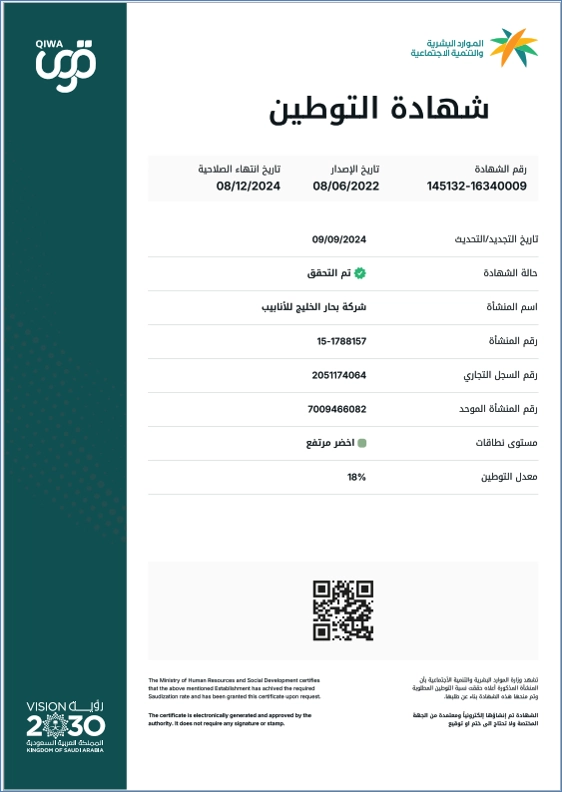 QIWA
قوى
الموارد البشرية
والتنمية الاجتماعية
شهادة التوطين
رقم الشهادة
145132-16340009
تاريخ الإصدار
08/06/2022
تاريخ انتهاء الصلاحية
08/12/2024
تاريخ التجديد/التحديث
09/09/2024
حالة الشهادة
تم التحقق
اسم المنشأة
شركة بحار الخليج للأنابيب
رقم المنشأة
15-1788157
رقم السجل التجاري
2051174064
رقم المنشأة الموحد
7009466082
مستوى نطاقات
اخضر مرتفع
معدل التوطين
18%
تشهد وزارة الموارد البشرية والتنمية الأجتماعية بأن
المنشأة المذكورة أعلاه حققت نسبة التوطين المطلوبة
وتم منحها هذه الشهادة بناء عن طلبها.
الشهادة تم إنشاؤها إلكترونياً ومعتمدة من الجهة
المختصة ولا تحتاج الى ختم او توقيع
The Ministry of Human Resources and Social Development certifies
that the above mentioned Establishment has achived the required
Saudization rate and has been granted this certificate upon request.
The certificate is electronically generated and approved by the
authority. It does not require any signature or stamp.
VISION رؤيــة
2030
المملكة العربية السعودية
KINGDOM OF SAUDI ARABIA